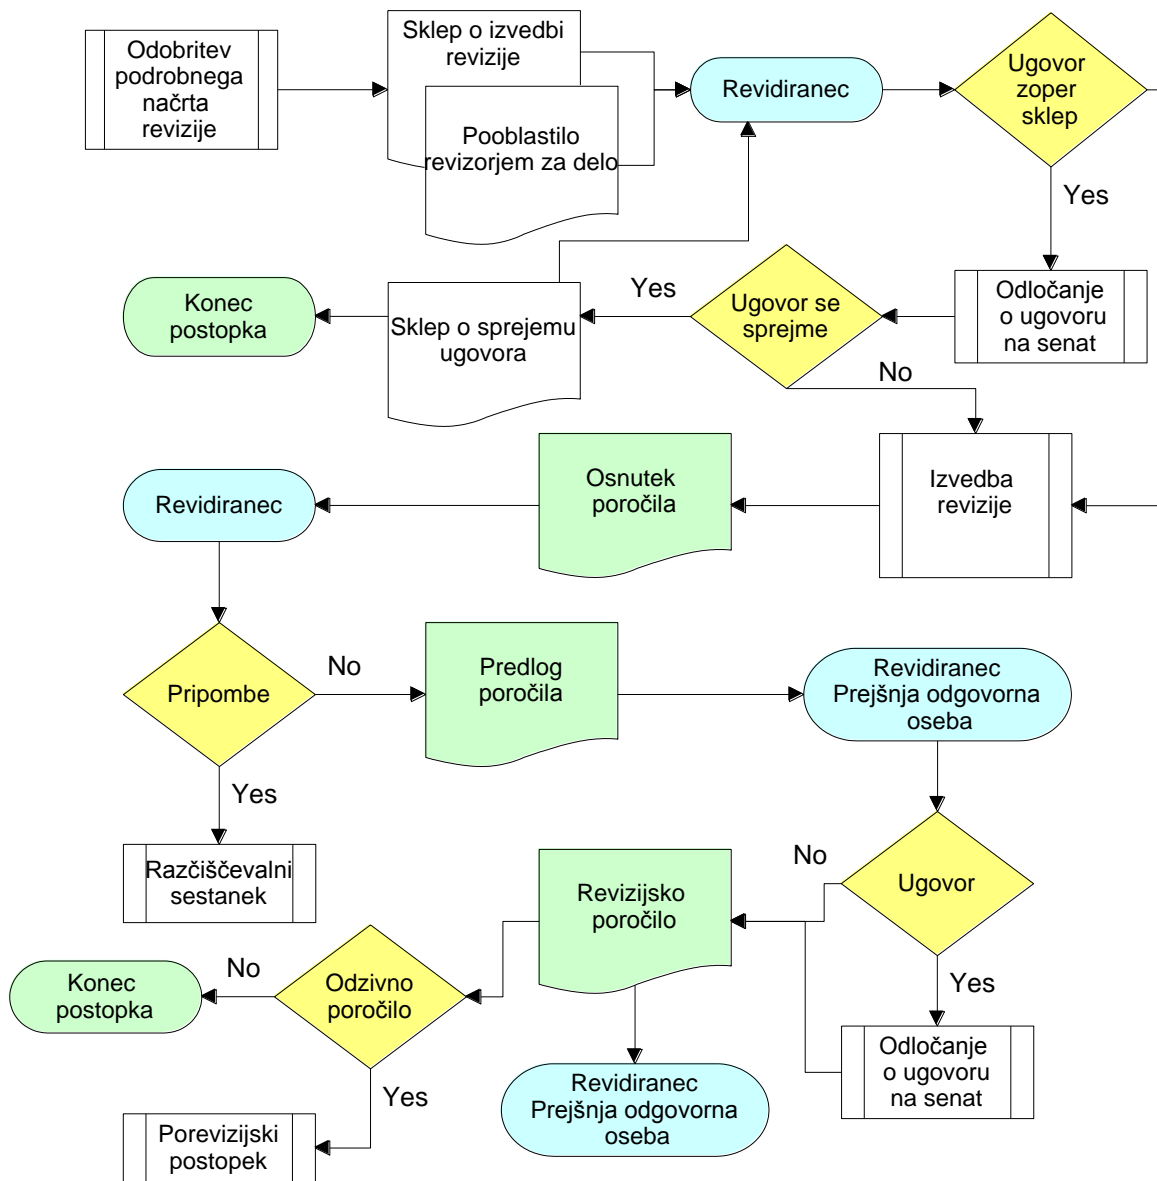 Odobritev
podrobnega
načrta
revizije
Sklep o izvedbi
revizije
Pooblastilo
revizorjem za delo
Revidiranec
Ugovor
zoper
sklep
Yes
Konec
postopka
Sklep o sprejemu
ugovora
Yes
Ugovor se
sprejme
No
Odločanje
o ugovoru
na senat
Revidiranec
Osnutek
poročila
Izvedba
revizije
Pripombe
No
Predlog
poročila
Revidiranec
Prejšnja odgovorna
oseba
Yes
Razčiščevalni
sestanek
Revizijsko
poročilo
No
Ugovor
Yes
Konec
postopka
No
Odzivno
poročilo
Yes
Odločanje
o ugovoru
na senat
Porevizijski
postopek
Revidiranec
Prejšnja odgovorna
oseba